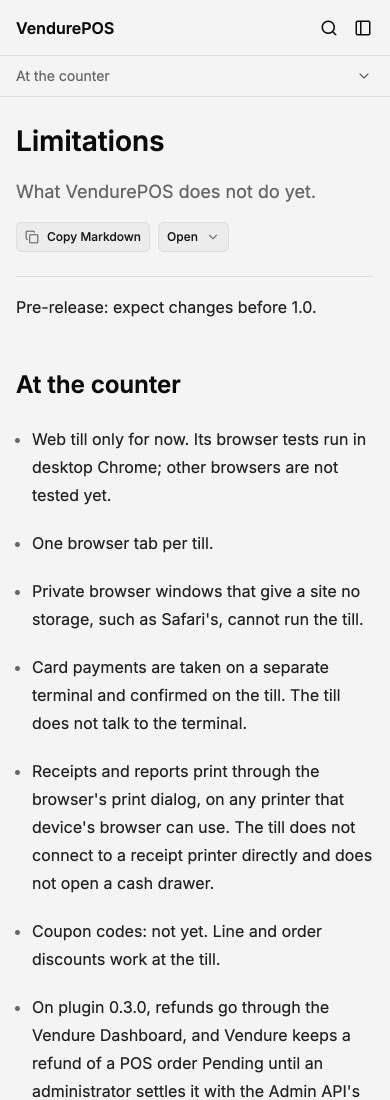 VendurePOS
At the counter
Limitations
What VendurePOS does not do yet.
Copy Markdown Open
Pre-release: expect changes before 1.0.
At the counter
• Web till only for now. Its browser tests run in
desktop Chrome; other browsers are not
tested yet.
• One browser tab per till.
• Private browser windows that give a site no
storage, such as Safari's, cannot run the till.
• Card payments are taken on a separate
terminal and confirmed on the till. The till
does not talk to the terminal.
• Receipts and reports print through the
browser's print dialog, on any printer that
device's browser can use. The till does not
connect to a receipt printer directly and does
not open a cash drawer.
• Coupon codes: not yet. Line and order
discounts work at the till.
• On plugin 0.3.0, refunds go through the
Vendure Dashboard, and Vendure keeps a
refund of a POS order Pending until an
administrator settles it with the Admin API's